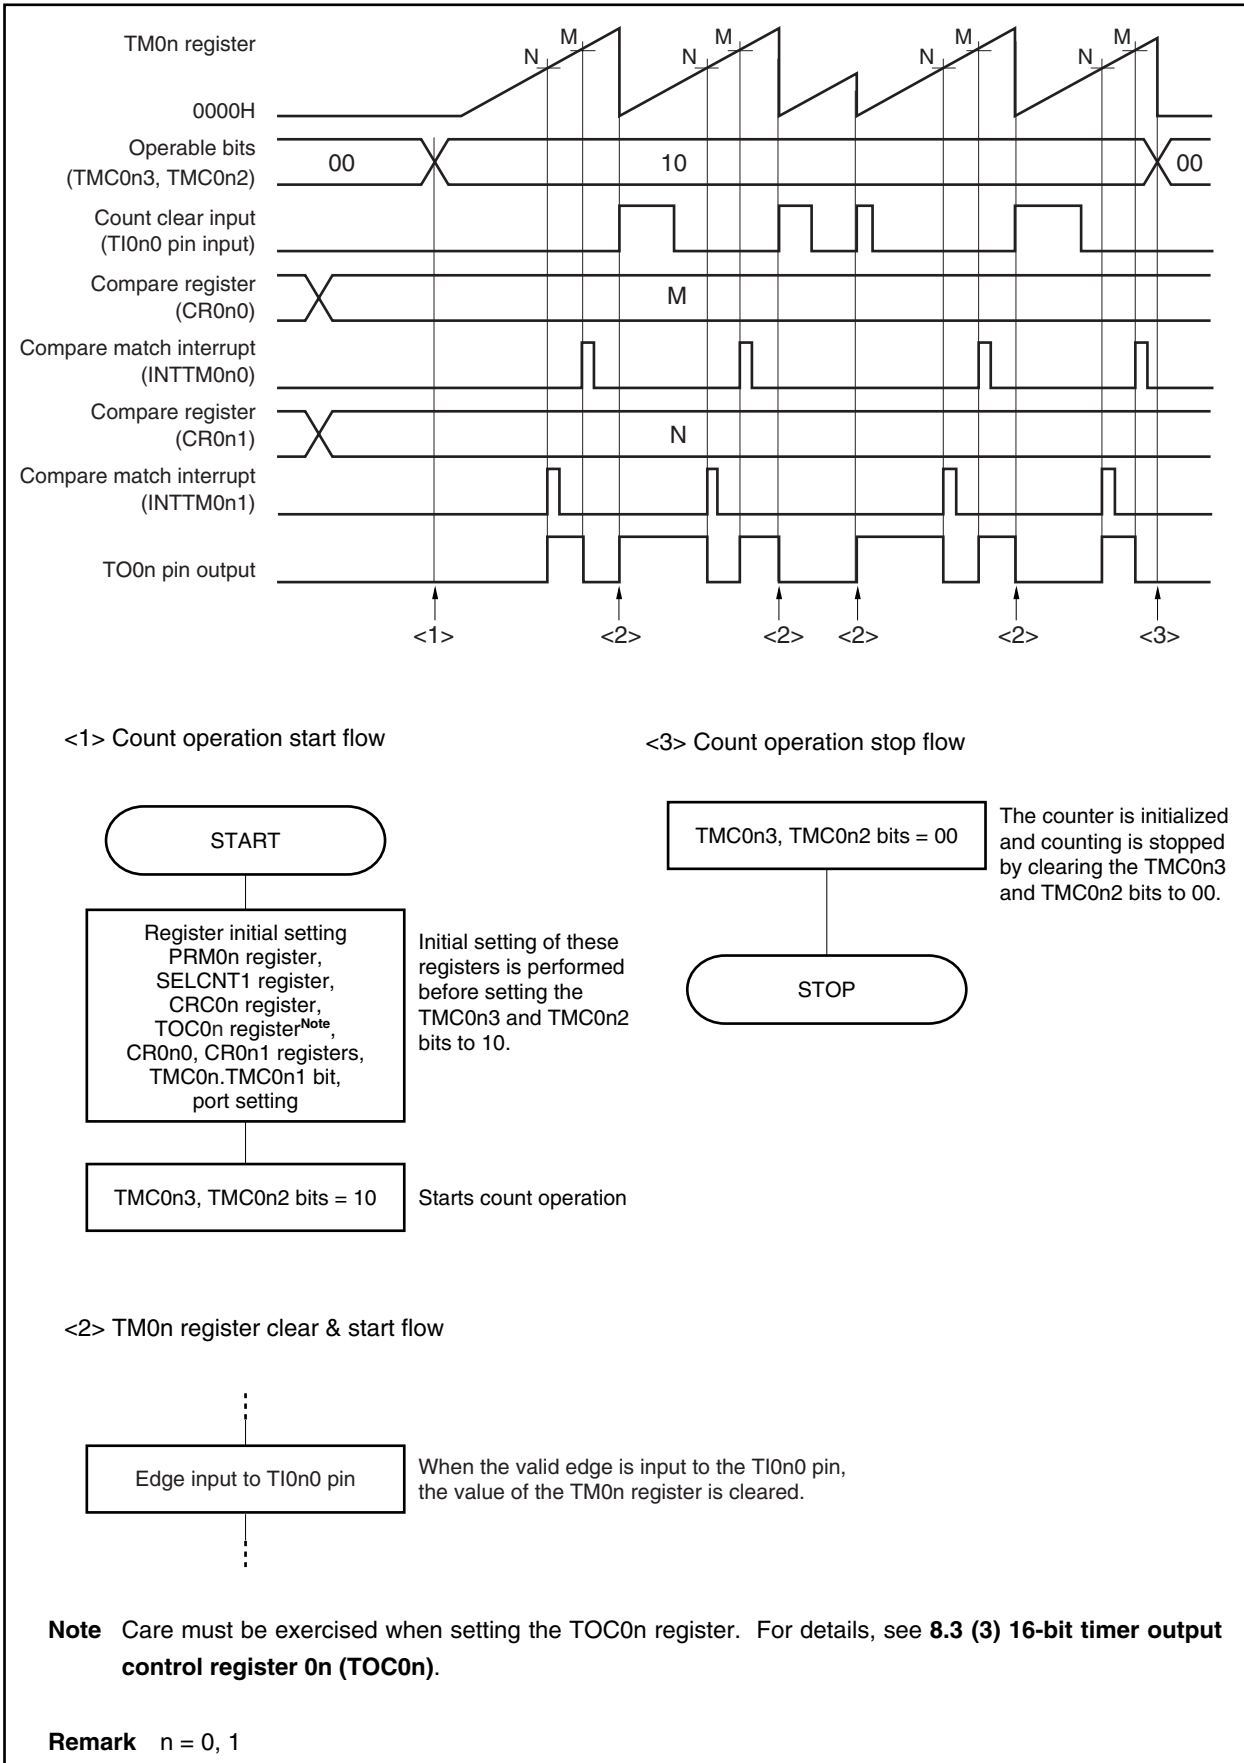 TM0n register
N
M
N
M
N
M
N
M
0000H
Operable bits
(TMC0n3, TMC0n2)
00
10
00
Count clear input
(TI0n0 pin input)
Compare register
(CR0n0)
M
Compare match interrupt
(INTTM0n0)
Compare register
(CR0n1)
N
Compare match interrupt
(INTTM0n1)
TO0n pin output
<1>
<2>
<2>
<2>
<2>
<3>
<1> Count operation start flow
START
Register initial setting
PRM0n register,
SELCNT1 register,
CRC0n register,
TOC0n registerNote,
CR0n0, CR0n1 registers,
TMC0n.TMC0n1 bit,
port setting
Initial setting of these
registers is performed
before setting the
TMC0n3 and TMC0n2
bits to 10.
TMC0n3, TMC0n2 bits = 10
Starts count operation
<3> Count operation stop flow
TMC0n3, TMC0n2 bits = 00
The counter is initialized
and counting is stopped
by clearing the TMC0n3
and TMC0n2 bits to 00.
STOP
<2> TM0n register clear & start flow
Edge input to TI0n0 pin
When the valid edge is input to the TI0n0 pin,
the value of the TM0n register is cleared.
Note Care must be exercised when setting the TOC0n register. For details, see 8.3 (3) 16-bit timer output
control register 0n (TOC0n).
Remark n = 0, 1